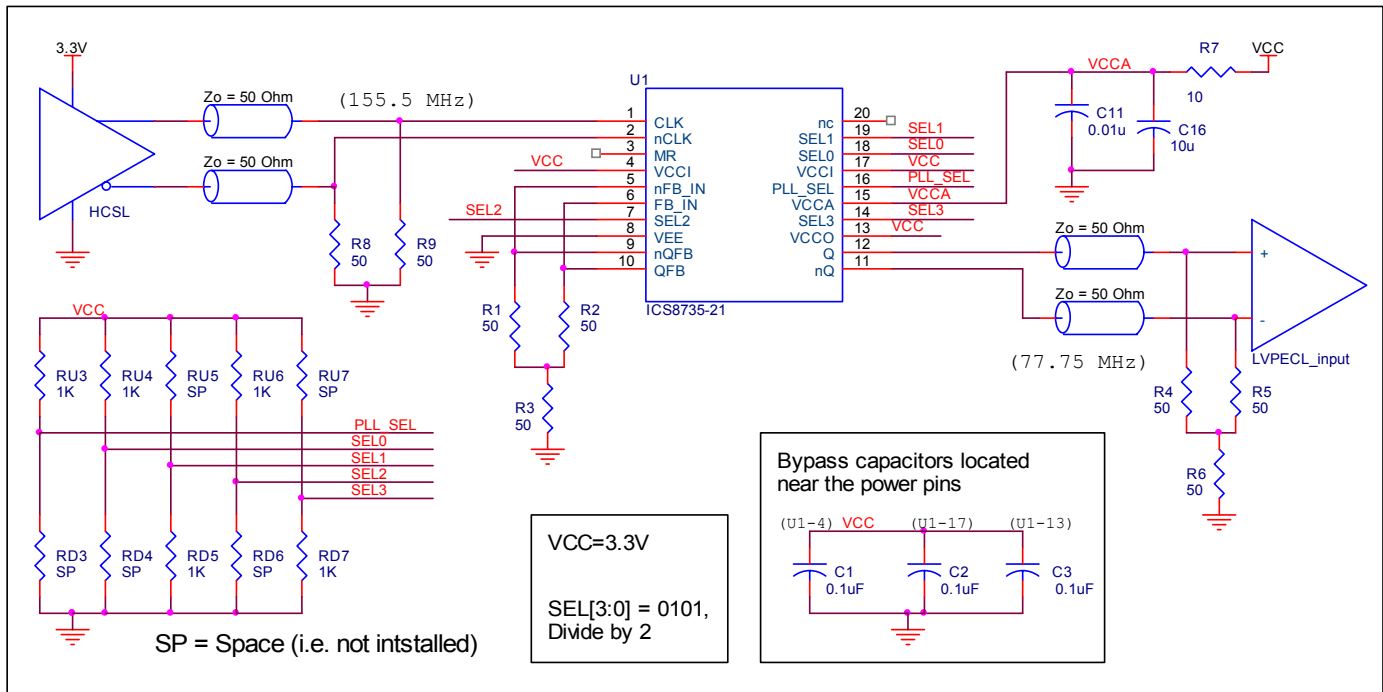 3.3V
Zo = 50 Ohm
(155.5 MHz)
Zo = 50 Ohm
HCSL
R8
50
R9
50
U1
1 CLK
2 nCLK
3 MR
4 VCCI
5 nFB_IN
6 FB_IN
7 SEL2
8 VEE
9 nQFB
10 QFB
VCC
SEL2
20 nc
19 SEL1
18 SEL0
17 VCCI
16 PLL_SEL
15 VCCA
14 SEL3
13 VCCO
12 Q
11 nQ
SEL1
SEL0
VCC
PLL_SEL
VCCA
SEL3
VCC
ICS8735-21
VCCA
R7
10
VCC
C11
0.01u
C16
10u
Zo = 50 Ohm
Zo = 50 Ohm
(77.75 MHz)
+
-
LVPECL_input
R4
50
R5
50
R6
50
R1
50
R2
50
R3
50
VCC
RU3
1K
RU4
1K
RU5
SP
RU6
1K
RU7
SP
PLL_SEL
SEL0
SEL1
SEL2
SEL3
RD3
SP
RD4
SP
RD5
1K
RD6
SP
RD7
1K
SP = Space (i.e. not intstalled)
VCC=3.3V
SEL[3:0] = 0101,
Divide by 2
Bypass capacitors located
near the power pins
(U1-4) VCC (U1-17) (U1-13)
C1
0.1uF
C2
0.1uF
C3
0.1uF